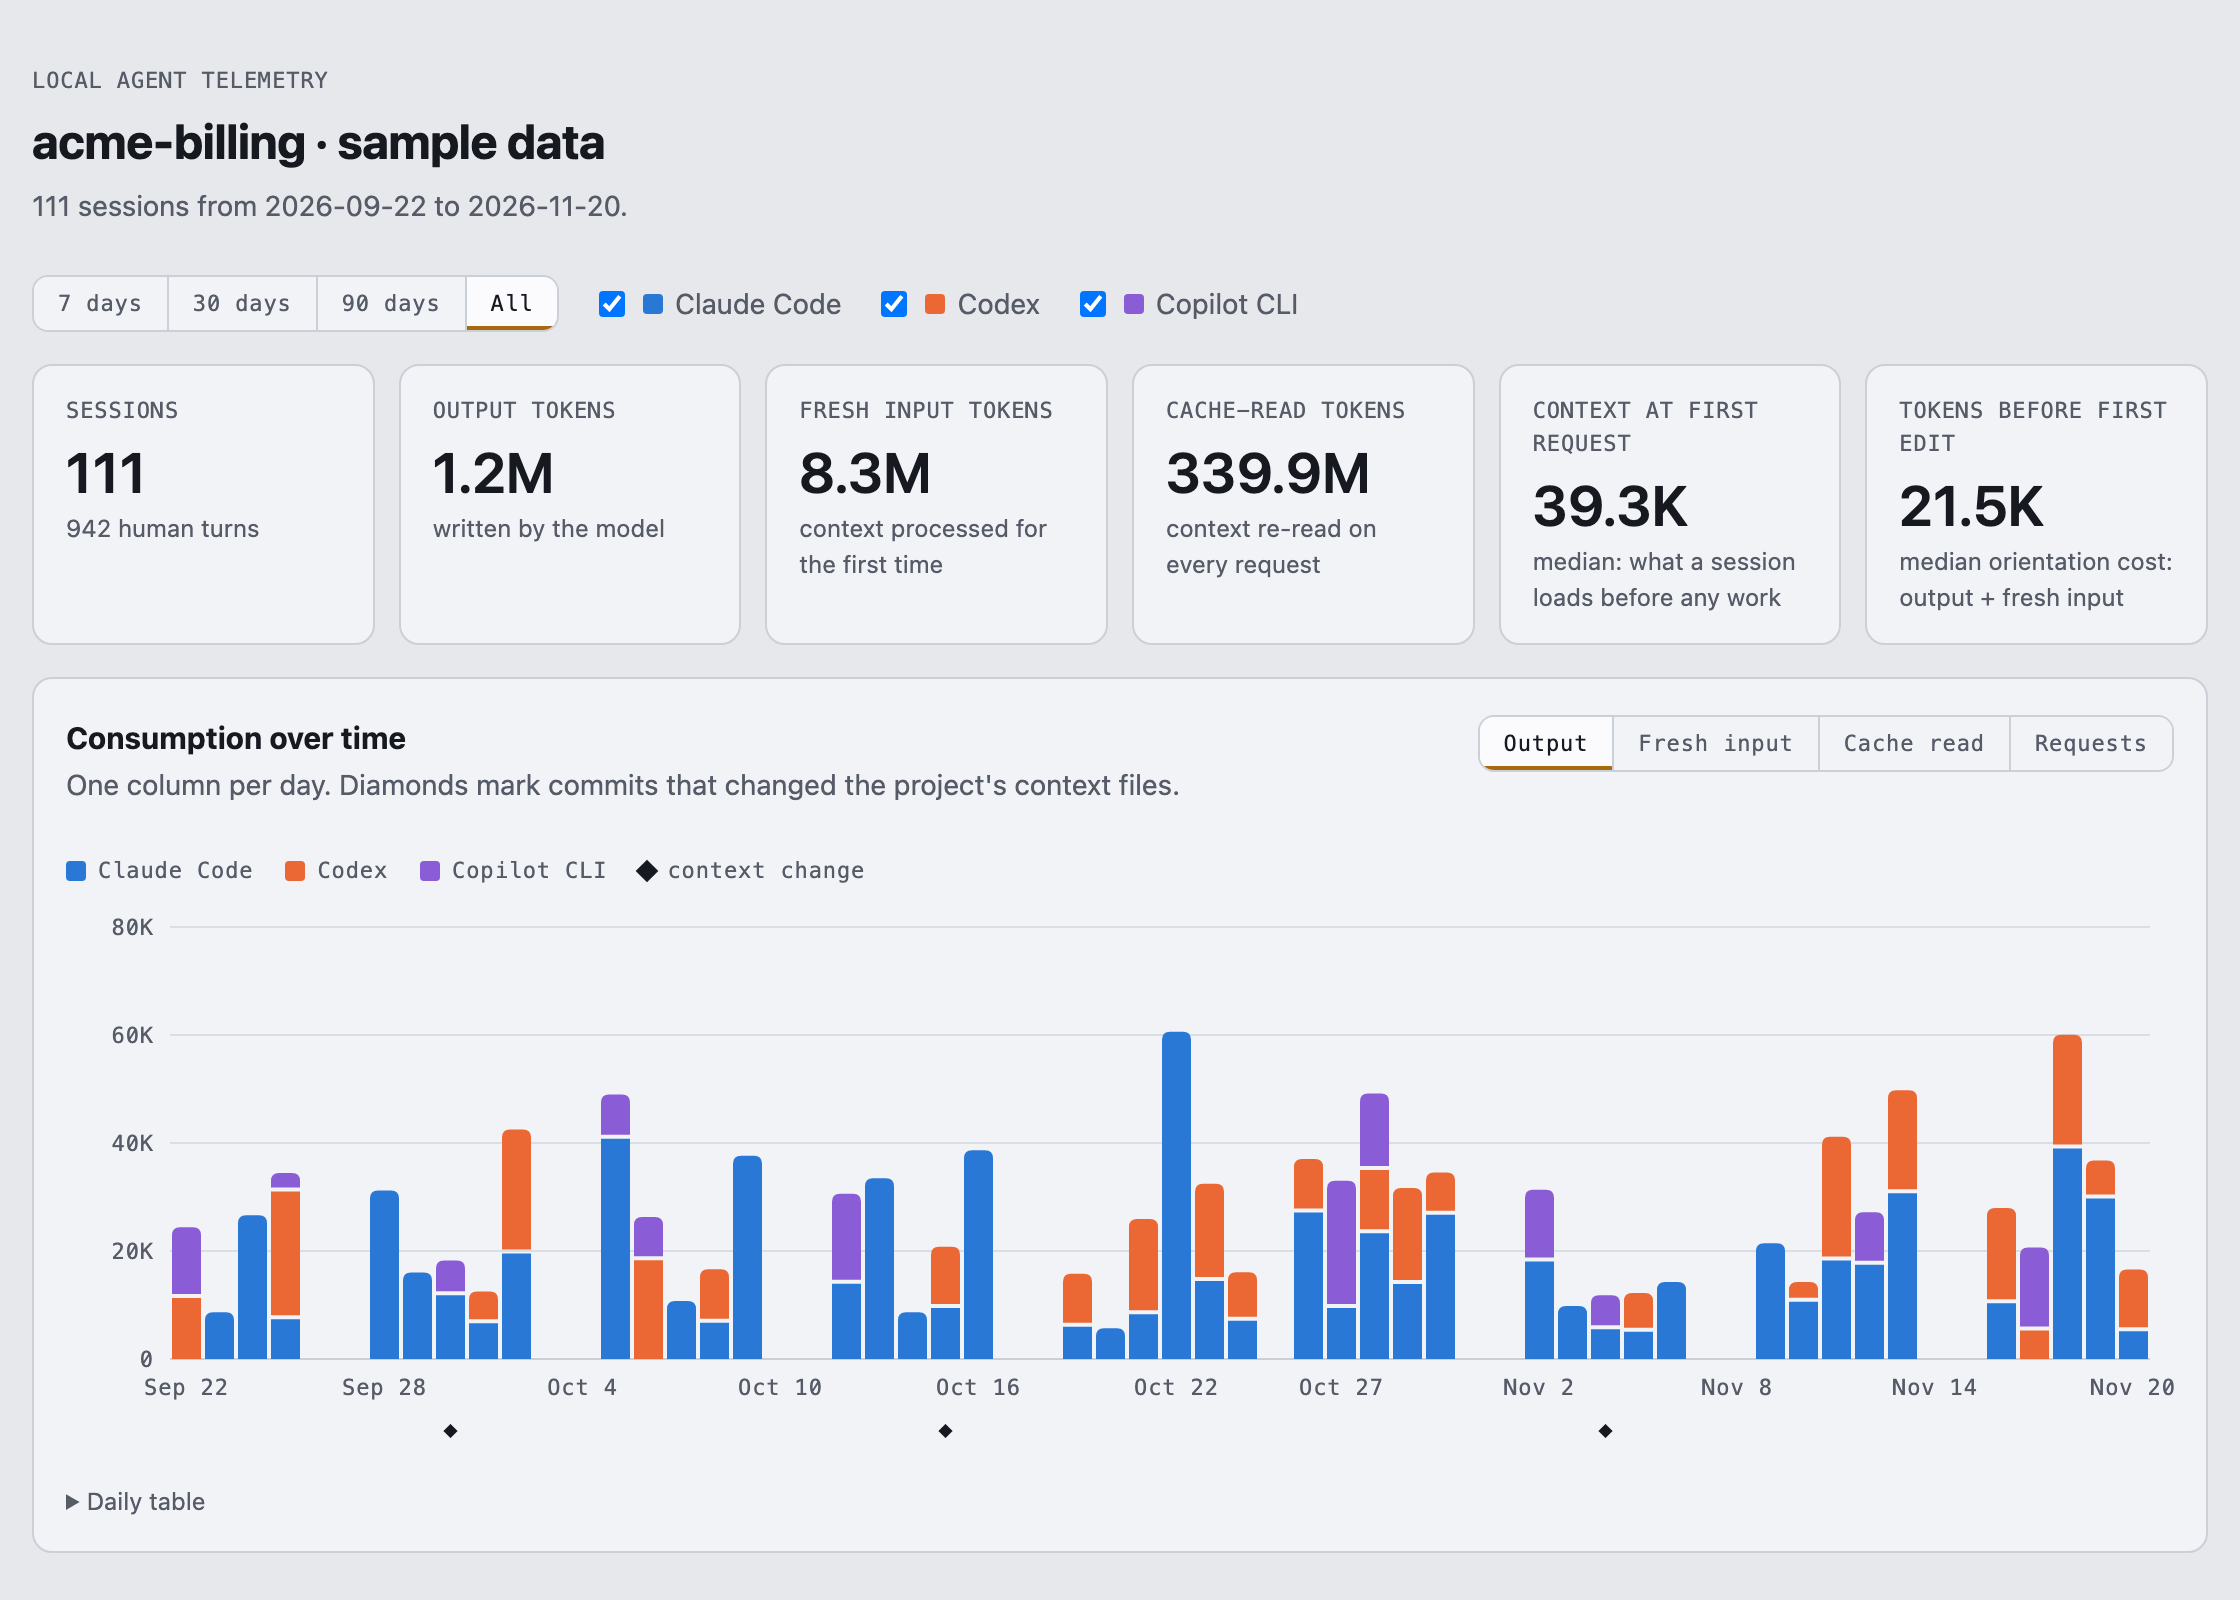 LOCAL AGENT TELEMETRY
acme-billing · sample data
111 sessions from 2026-09-22 to 2026-11-20.
7 days 30 days 90 days All Claude Code Codex Copilot CLI
SESSIONS
111
942 human turns
OUTPUT TOKENS
1.2M
written by the model
FRESH INPUT TOKENS
8.3M
context processed for
the first time
CACHE-READ TOKENS
339.9M
context re-read on
every request
CONTEXT AT FIRST
REQUEST
39.3K
median: what a session
loads before any work
TOKENS BEFORE FIRST
EDIT
21.5K
median orientation cost:
output + fresh input
Consumption over time
One column per day. Diamonds mark commits that changed the project's context files.
Output Fresh input Cache read Requests
Claude Code Codex Copilot CLI context change
80K
60K
40K
20K
0
Sep 22 Sep 28 Oct 4 Oct 10 Oct 16 Oct 22 Oct 27 Nov 2 Nov 8 Nov 14 Nov 20
Daily table